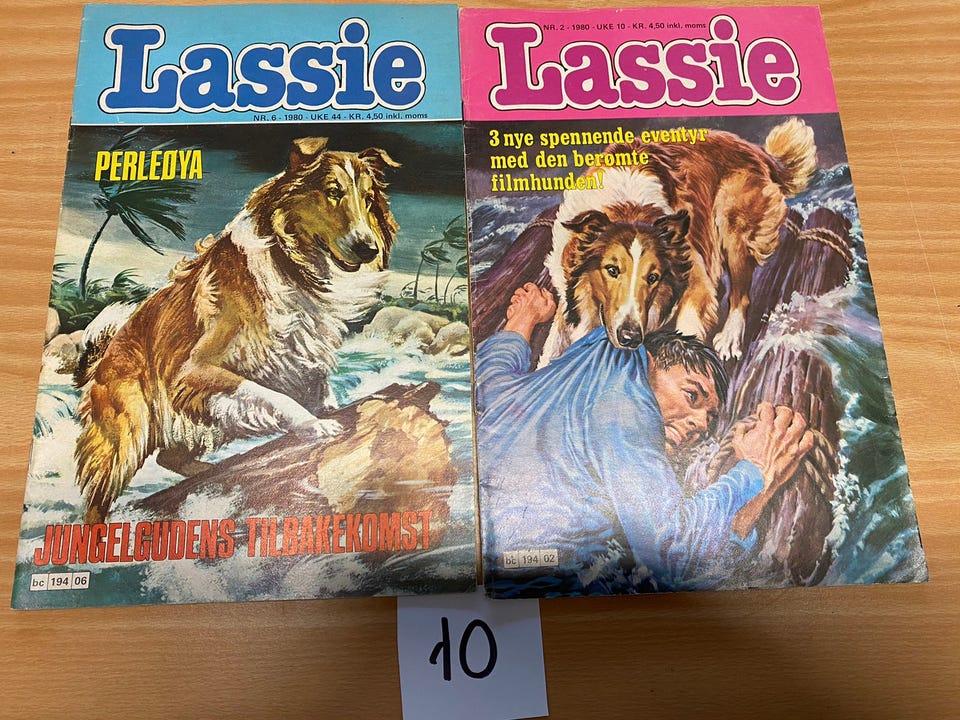 Lassie
NR. 6 - 1980 - UKE 44 - KR. 4,50 inkl. moms
PERLEØYA
JUNGELGUDENS TILBAKEKOMST
bc 194 06
NR. 2 - 1980 - UKE 10 - KR. 4,50 inkl. moms
Lassie
3 nye spennende eventyr
med den berømte
filmhunden!
bc 194 02
10